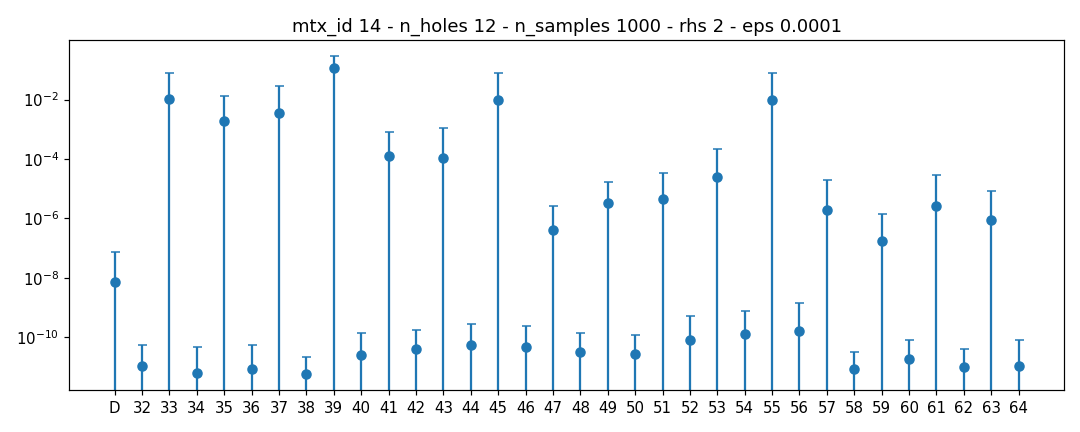 mtx_id 14 - n_holes 12 - n_samples 1000 - rhs 2 - eps 0.0001
10⁻²
10⁻⁴
10⁻⁶
10⁻⁸
10⁻¹⁰
D 32 33 34 35 36 37 38 39 40 41 42 43 44 45 46 47 48 49 50 51 52 53 54 55 56 57 58 59 60 61 62 63 64